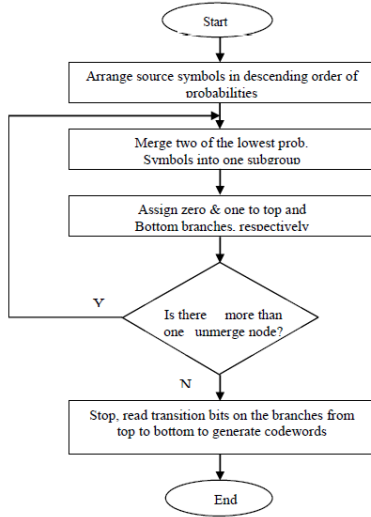 Start
Arrange source symbols in descending order of
probabilities
Merge two of the lowest prob.
Symbols into one subgroup
Assign zero & one to top and
Bottom branches, respectively
Y
Is there more than
one unmerge node?
N
Stop, read transition bits on the branches from
top to bottom to generate codewords
End